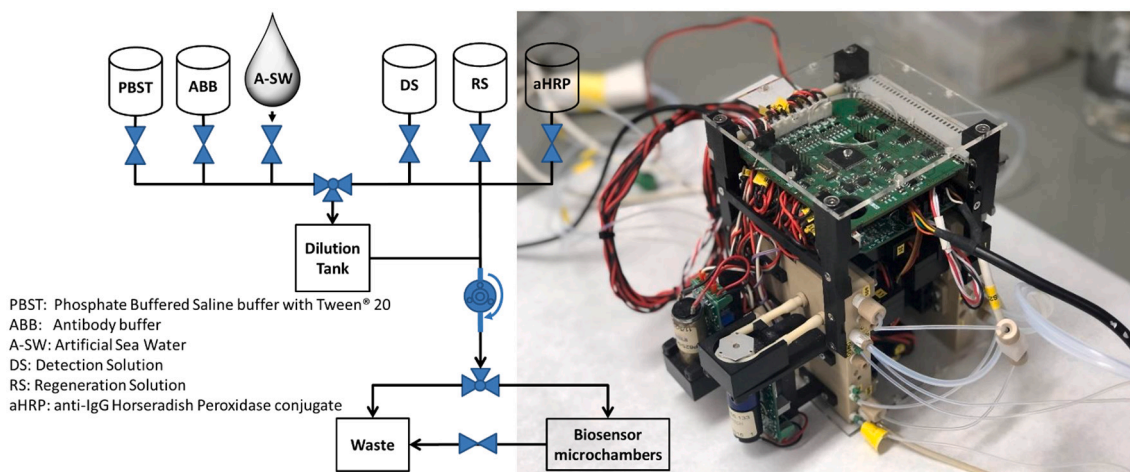 PBST
ABB
A-SW
DS
RS
aHRP
Dilution
Tank
PBST: Phosphate Buffered Saline buffer with Tween® 20
ABB: Antibody buffer
A-SW: Artificial Sea Water
DS: Detection Solution
RS: Regeneration Solution
aHRP: anti-IgG Horseradish Peroxidase conjugate
Waste
Biosensor
microchambers